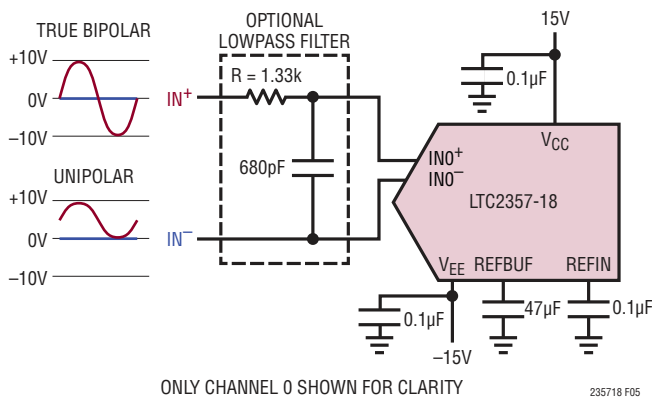 TRUE BIPOLAR
+10V
0V
–10V
UNIPOLAR
+10V
0V
–10V
IN+
IN–
OPTIONAL
LOWPASS FILTER
R = 1.33k
680pF
15V
0.1µF
VCC
IN0+
IN0–
LTC2357-18
VEE REFBUF REFIN
0.1µF
47µF
0.1µF
–15V
ONLY CHANNEL 0 SHOWN FOR CLARITY
235718 F05